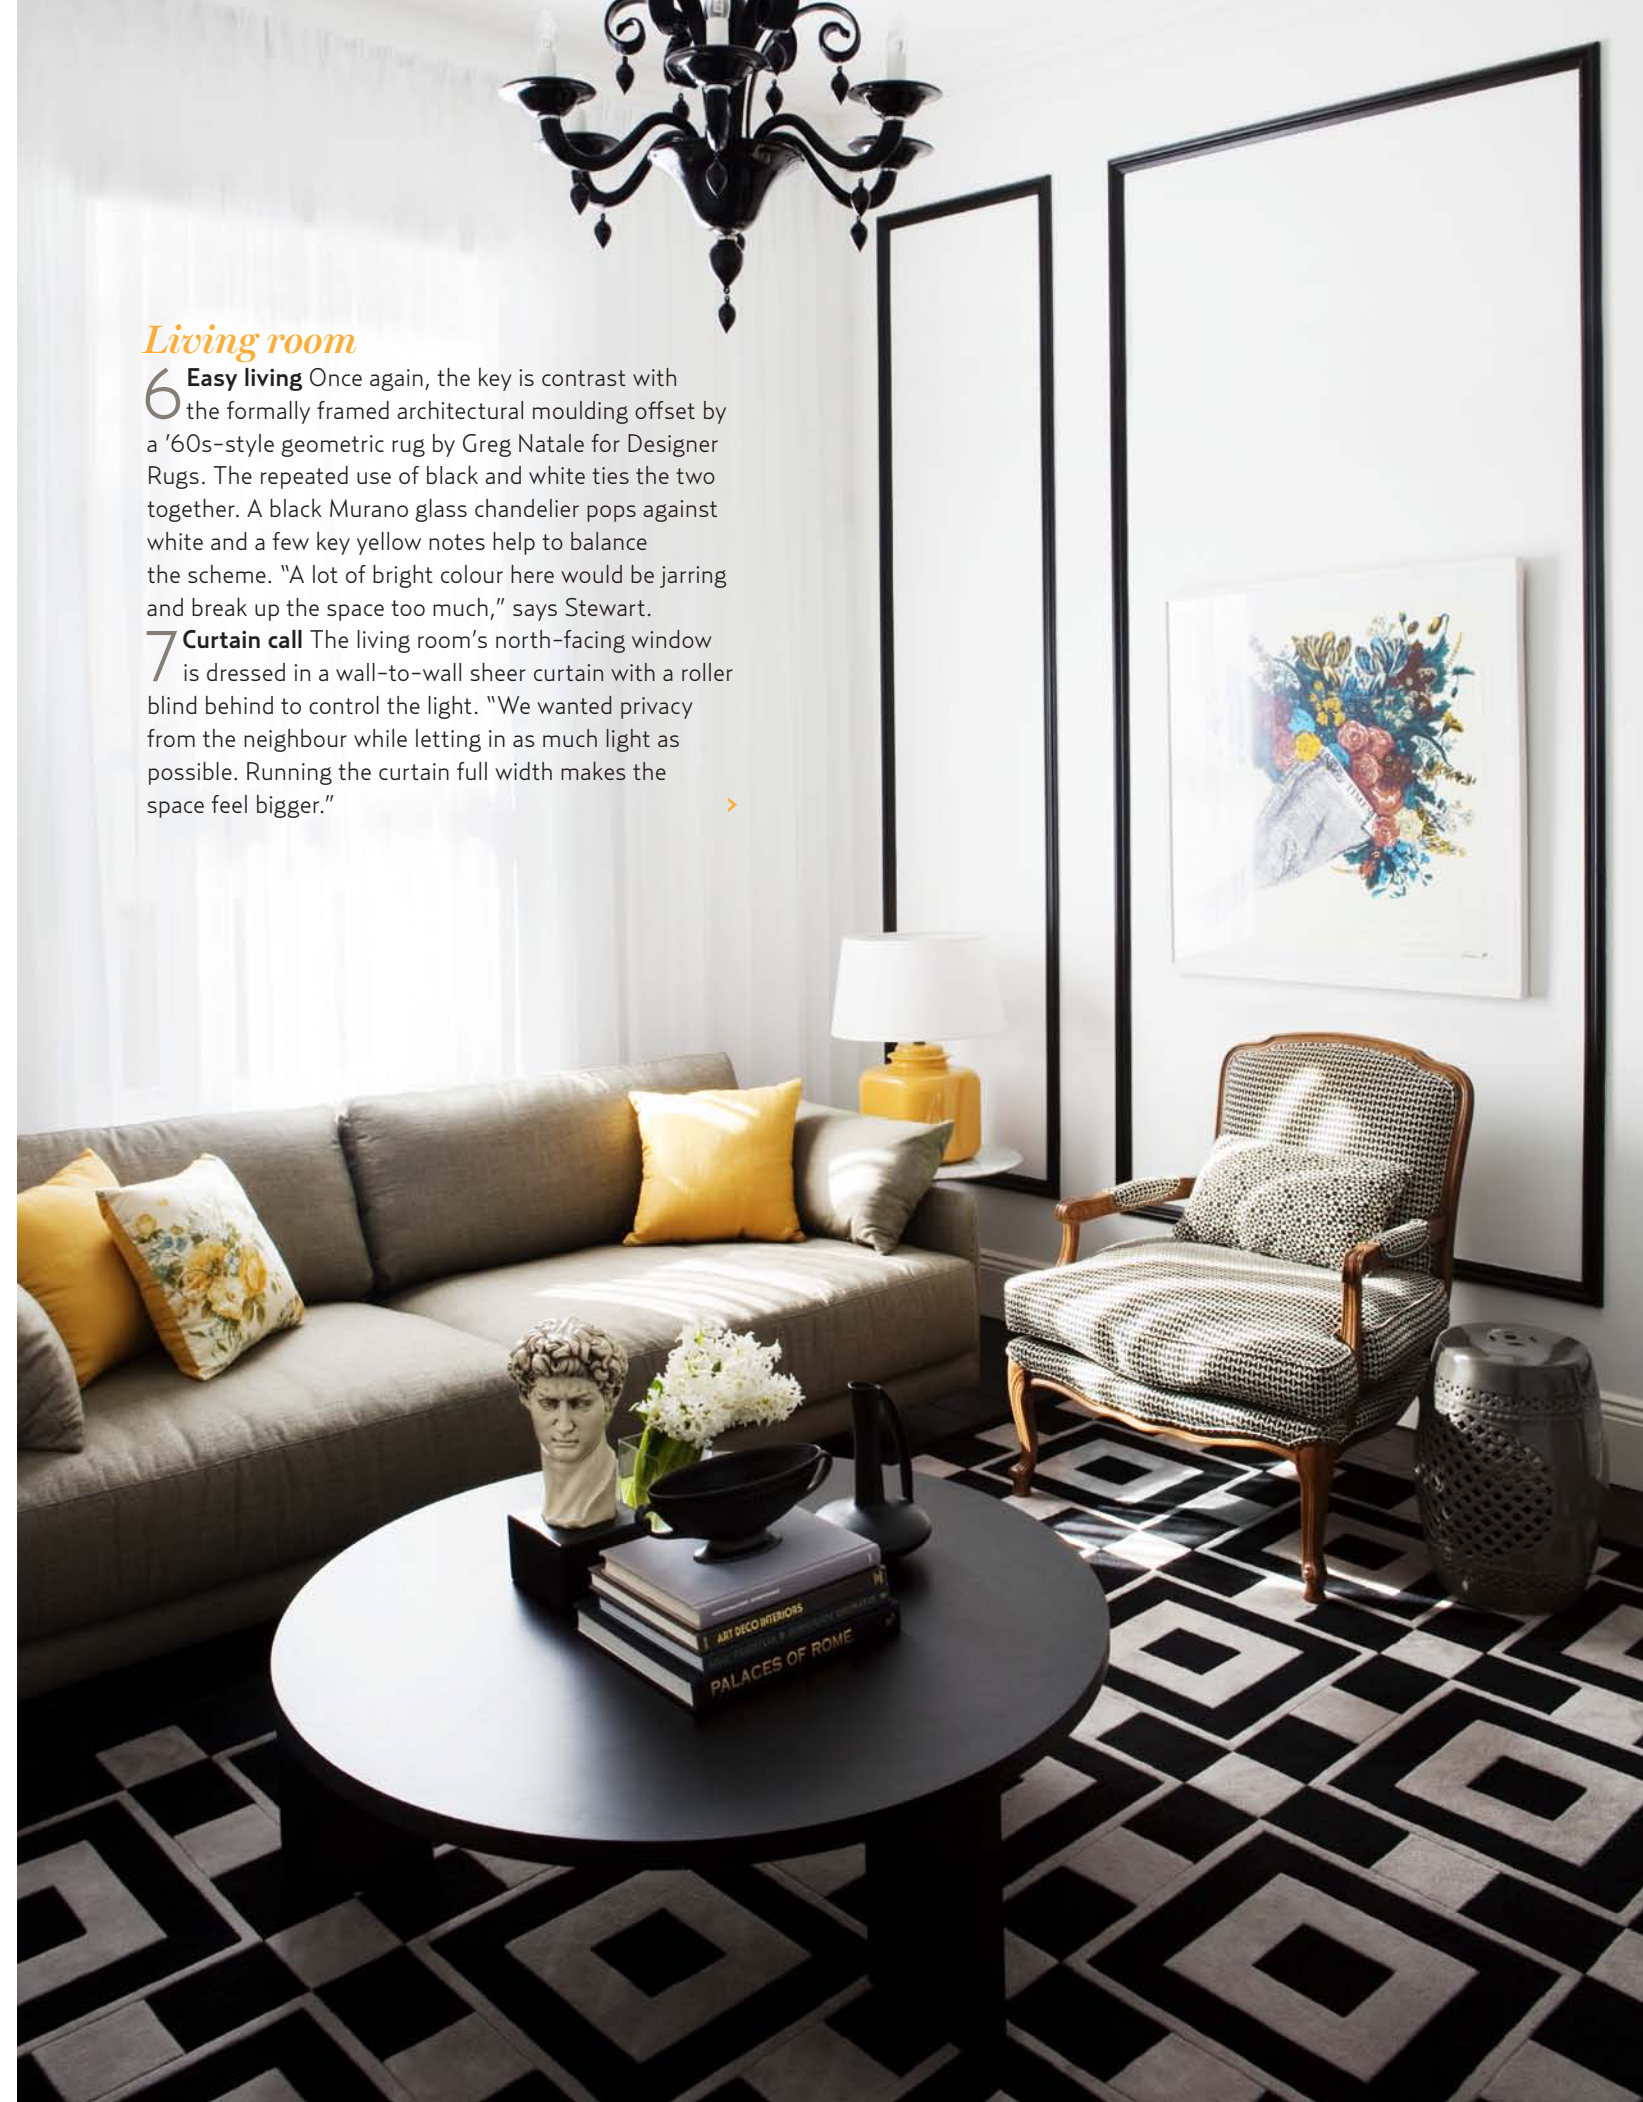 Living room
6 Easy living Once again, the key is contrast with
the formally framed architectural moulding offset by
a '60s-style geometric rug by Greg Natale for Designer
Rugs. The repeated use of black and white ties the two
together. A black Murano glass chandelier pops against
white and a few key yellow notes help to balance
the scheme. “A lot of bright colour here would be jarring
and break up the space too much,” says Stewart.
7 Curtain call The living room's north-facing window
is dressed in a wall-to-wall sheer curtain with a roller
blind behind to control the light. “We wanted privacy
from the neighbour while letting in as much light as
possible. Running the curtain full width makes the
space feel bigger.” >
ART DECO INTERIORS
PALACES OF ROME